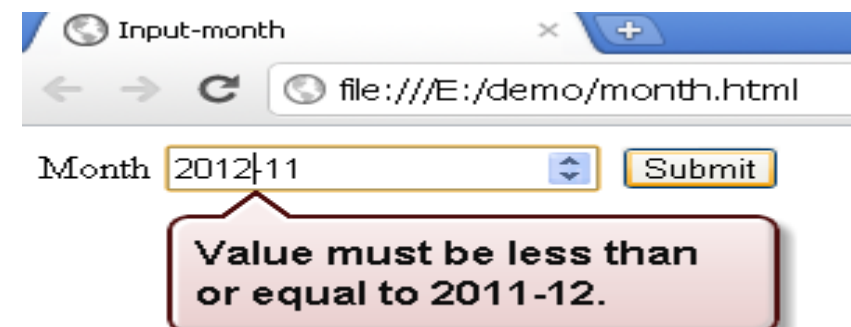 Input-month
file:///E:/demo/month.html
Month 2012-11 Submit
Value must be less than
or equal to 2011-12.